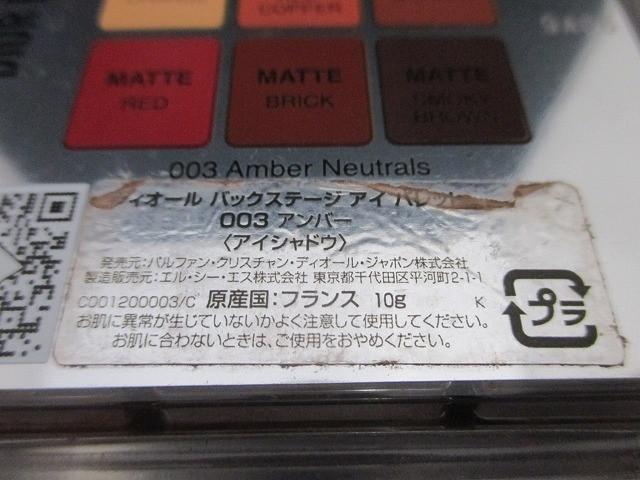 COPPER
MATTE RED
MATTE BRICK
MATTE SMOKY BROWN
003 Amber Neutrals
ディオール バックステージ アイ パレット
003 アンバー
〈アイシャドウ〉
発売元:パルファン・クリスチャン・ディオール・ジャポン株式会社
製造販売元:エル・シー・エス株式会社 東京都千代田区平河町2-1-1
C001200003/C 原産国:フランス 10g K
お肌に異常が生じていないかよく注意して使用してください。
お肌に合わないときは、ご使用をおやめください。
プラ